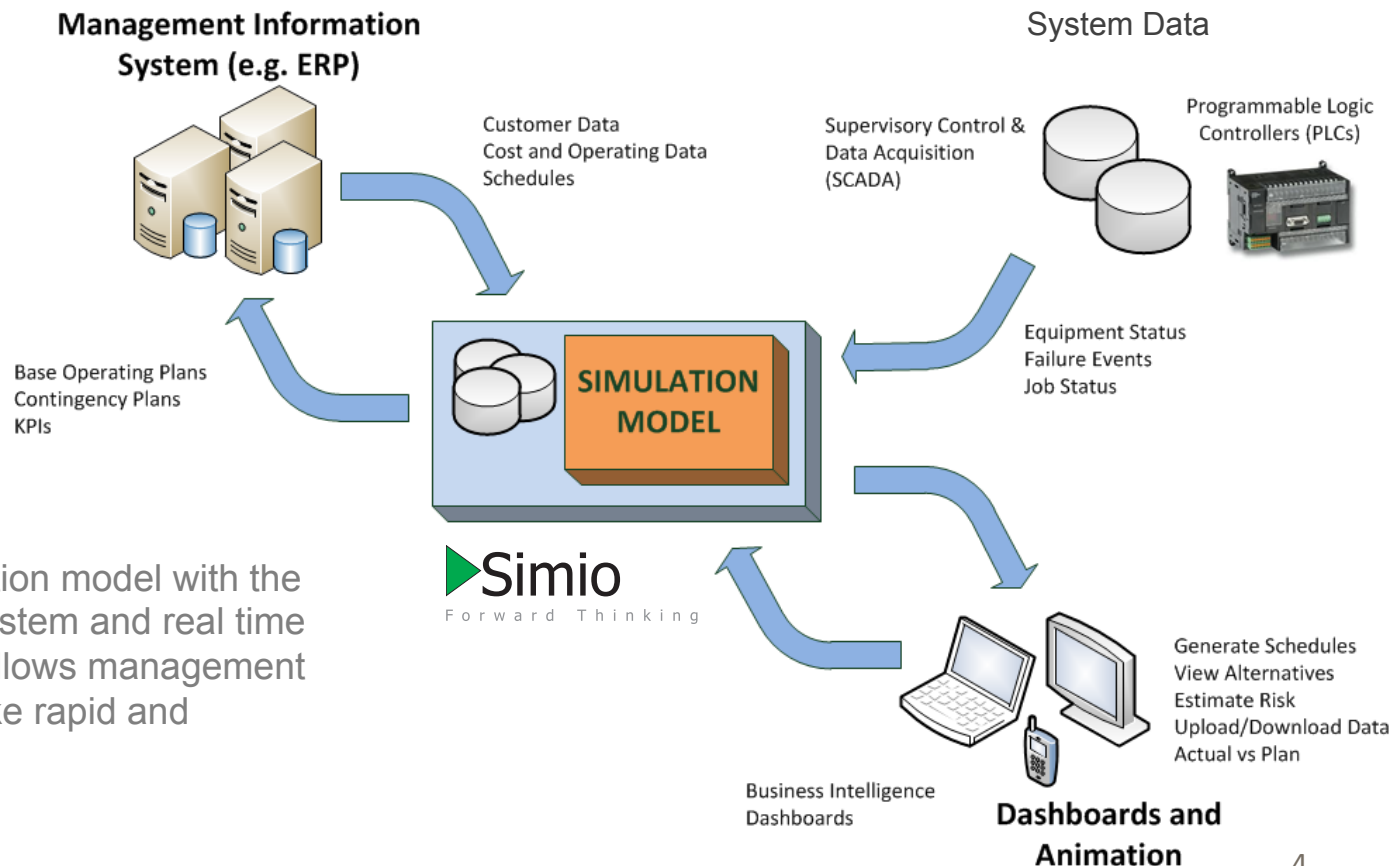 Management Information
System (e.g. ERP)
System Data
Customer Data
Cost and Operating Data
Schedules
Supervisory Control &
Data Acquisition
(SCADA)
Programmable Logic
Controllers (PLCs)
Equipment Status
Failure Events
Job Status
Base Operating Plans
Contingency Plans
KPIs
SIMULATION
MODEL
Simio
Forward Thinking
tion model with the
stem and real time
lows management
ke rapid and
Generate Schedules
View Alternatives
Estimate Risk
Upload/Download Data
Actual vs Plan
Business Intelligence
Dashboards
Dashboards and
Animation
4